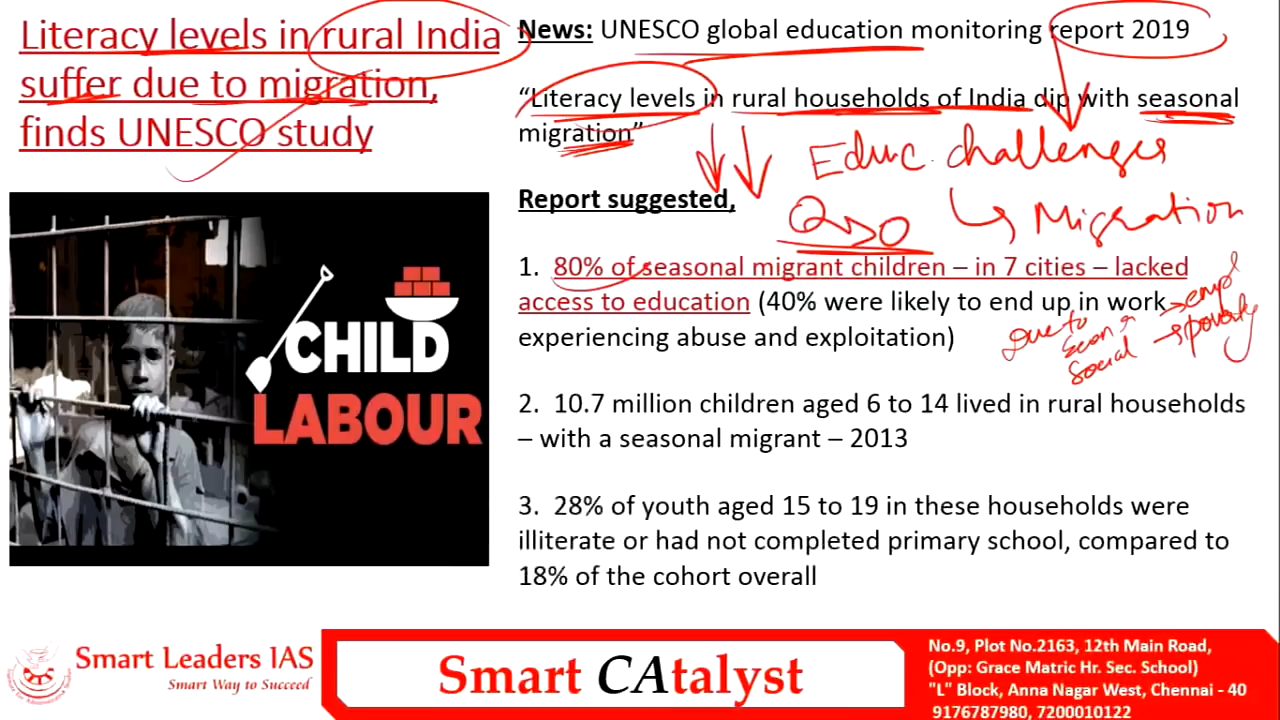 Literacy levels in rural India
suffer due to migration,
finds UNESCO study
CHILD
LABOUR
News: UNESCO global education monitoring report 2019
“Literacy levels in rural households of India dip with seasonal
migration”
Educ. challenges
Migration
Report suggested,
1. 80% of seasonal migrant children – in 7 cities – lacked
access to education (40% were likely to end up in work
experiencing abuse and exploitation)
Due to
social
empl
poverty
2. 10.7 million children aged 6 to 14 lived in rural households
– with a seasonal migrant – 2013
3. 28% of youth aged 15 to 19 in these households were
illiterate or had not completed primary school, compared to
18% of the cohort overall
Smart Leaders IAS
Smart Way to Succeed
Smart CAtalyst
No.9, Plot No.2163, 12th Main Road,
(Opp: Grace Matric Hr. Sec. School)
"L" Block, Anna Nagar West, Chennai - 40
9176787980, 7200010122